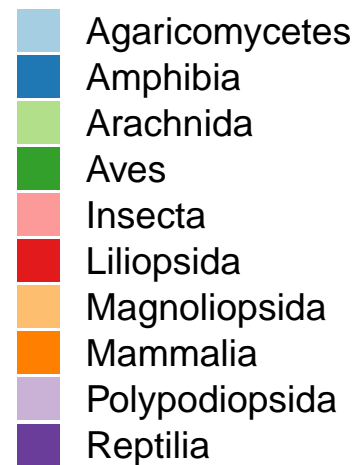 Agaricomycetes
Amphibia
Arachnida
Aves
Insecta
Liliopsida
Magnoliopsida
Mammalia
Polypodiopsida
Reptilia